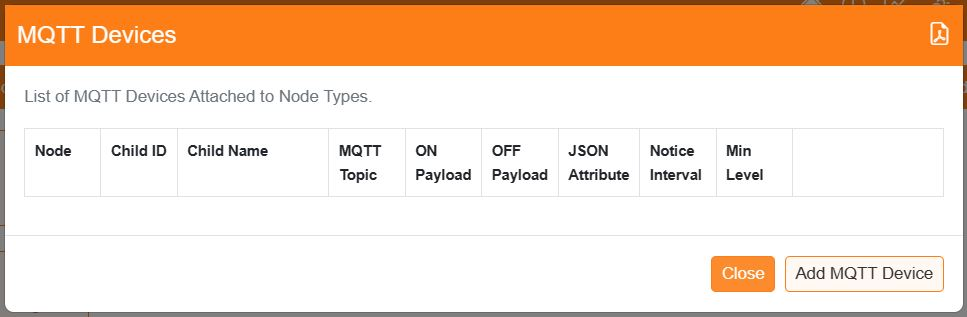 MQTT Devices
List of MQTT Devices Attached to Node Types.
Node Child ID Child Name MQTT Topic ON Payload OFF Payload JSON Attribute Notice Interval Min Level
Close Add MQTT Device